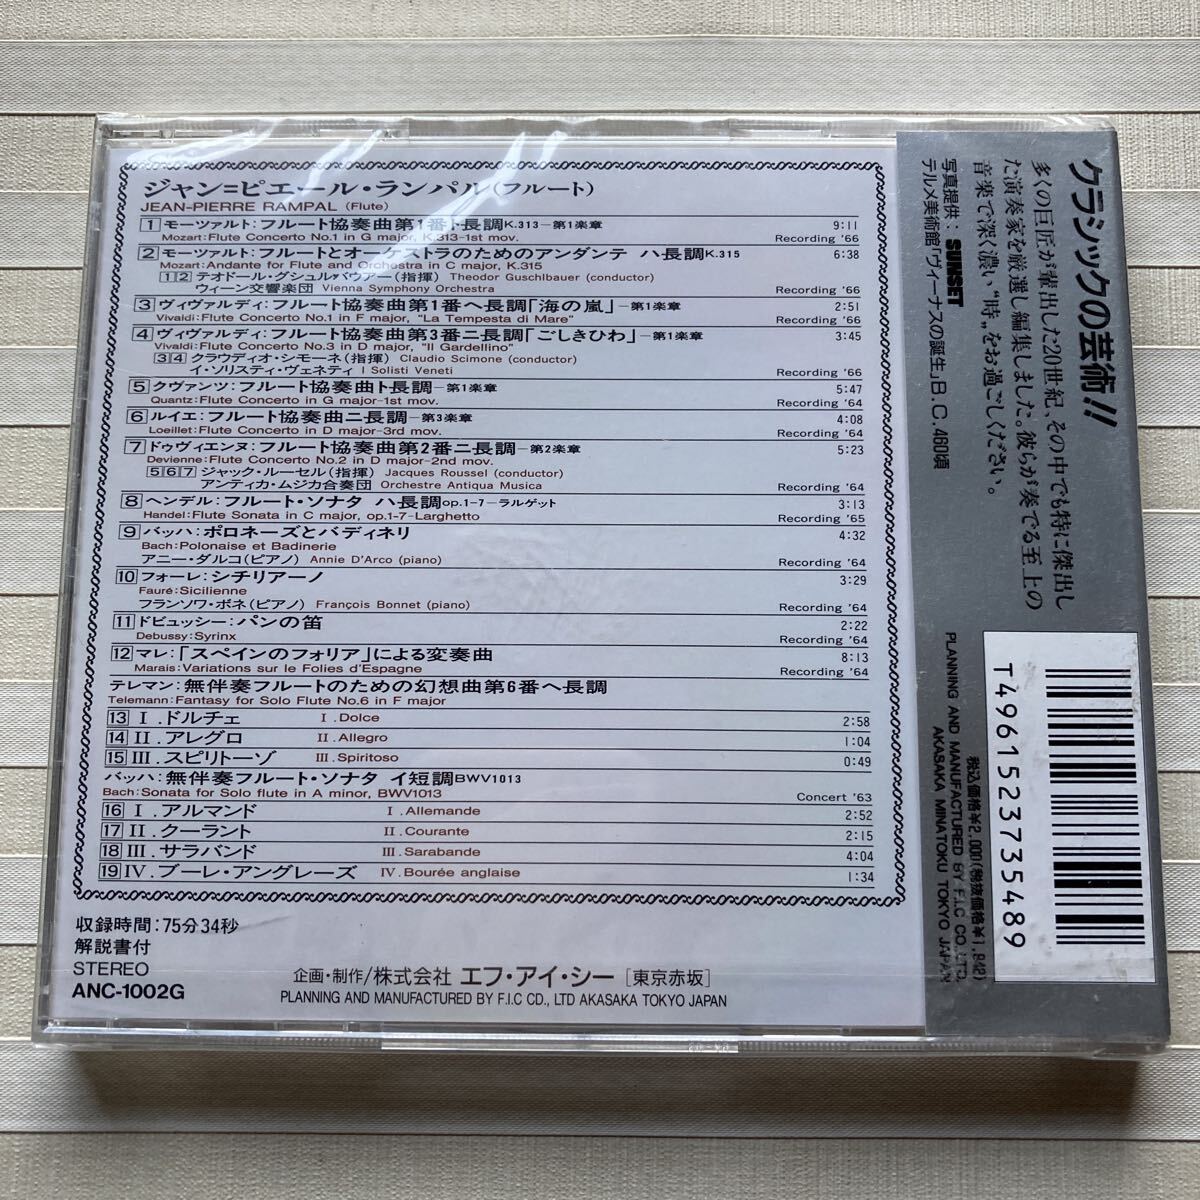 ジャン=ピエール・ランパル(フルート)
JEAN-PIERRE RAMPAL (Flute)
1 モーツァルト:フルート協奏曲第1番ト長調K.313-第1楽章 9:11
Mozart:Flute Concerto No.1 in G major, K.313-1st mov. Recording '66
2 モーツァルト:フルートとオーケストラのためのアンダンテ ハ長調K.315 6:38
Mozart:Andante for Flute and Orchestra in C major, K.315
1 2 テオドール・グシュルバウアー(指揮) Theodor Guschlbauer (conductor)
ウィーン交響楽団 Vienna Symphony Orchestra Recording '66
3 ヴィヴァルディ:フルート協奏曲第1番ヘ長調「海の嵐」-第1楽章 2:51
Vivaldi:Flute Concerto No.1 in F major, "La Tempesta di Mare" Recording '66
4 ヴィヴァルディ:フルート協奏曲第3番ニ長調「ごしきひわ」-第1楽章 3:45
Vivaldi:Flute Concerto No.3 in D major, "Il Gardellino"
3 4 クラウディオ・シモーネ(指揮) Claudio Scimone (conductor)
イ・ソリスティ・ヴェネティ I Solisti Veneti Recording '66
5 クヴァンツ:フルート協奏曲ト長調-第1楽章 5:47
Quantz:Flute Concerto in G major-1st mov. Recording '64
6 ルイエ:フルート協奏曲ニ長調-第3楽章 4:08
Loeillet:Flute Concerto in D major-3rd mov. Recording '64
7 ドゥヴィエンヌ:フルート協奏曲第2番ニ長調-第2楽章 5:23
Devienne:Flute Concerto No.2 in D major-2nd mov.
5 6 7 ジャック・ルーセル(指揮) Jacques Roussel (conductor)
アンティカ・ムジカ合奏団 Orchestre Antiqua Musica Recording '64
8 ヘンデル:フルート・ソナタ ハ長調op.1-7-ラルゲット 3:13
Handel:Flute Sonata in C major, op.1-7-Larghetto Recording '65
9 バッハ:ポロネーズとバディネリ 4:32
Bach:Polonaise et Badinerie
アニー・ダルコ(ピアノ) Annie D'Arco (piano) Recording '64
10 フォーレ:シチリアーノ 3:29
Fauré:Sicilienne
フランソワ・ボネ(ピアノ) François Bonnet (piano) Recording '64
11 ドビュッシー:パンの笛 2:22
Debussy:Syrinx Recording '64
12 マレ:「スペインのフォリア」による変奏曲 8:13
Marais:Variations sur le Folies d'Espagne Recording '64
テレマン:無伴奏フルートのための幻想曲第6番ヘ長調
Telemann:Fantasy for Solo Flute No.6 in F major
13 I.ドルチェ I.Dolce 2:58
14 II.アレグロ II.Allegro 1:04
15 III.スピリトーゾ III.Spiritoso 0:49
バッハ:無伴奏フルート・ソナタ イ短調BWV1013
Bach:Sonata for Solo flute in A minor, BWV1013 Concert '63
16 I.アルマンド I.Allemande 2:52
17 II.クーラント II.Courante 2:15
18 III.サラバンド III.Sarabande 4:04
19 IV.ブーレ・アングレーズ IV.Bourée anglaise 1:34
収録時間:75分34秒
解説書付
STEREO
ANC-1002G
企画・制作/株式会社 エフ・アイ・シー [東京赤坂]
PLANNING AND MANUFACTURED BY F.I.C CO., LTD AKASAKA TOKYO JAPAN
クラシックの芸術!!
多くの巨匠が輩出した20世紀、その中でも特に傑出し
た演奏家を厳選し編集しました。彼らが奏でる至上の
音楽で深く濃い、"時"をお過ごしください。
写真提供:SUNSET
テルメ美術館「ヴィーナスの誕生」B.C.460頃
T4961523735489
税込価格¥2,000(税抜価格¥1,942)
PLANNING AND MANUFACTURED BY F.I.C CO.,LTD.
AKASAKA MINATOKU TOKYO JAPAN